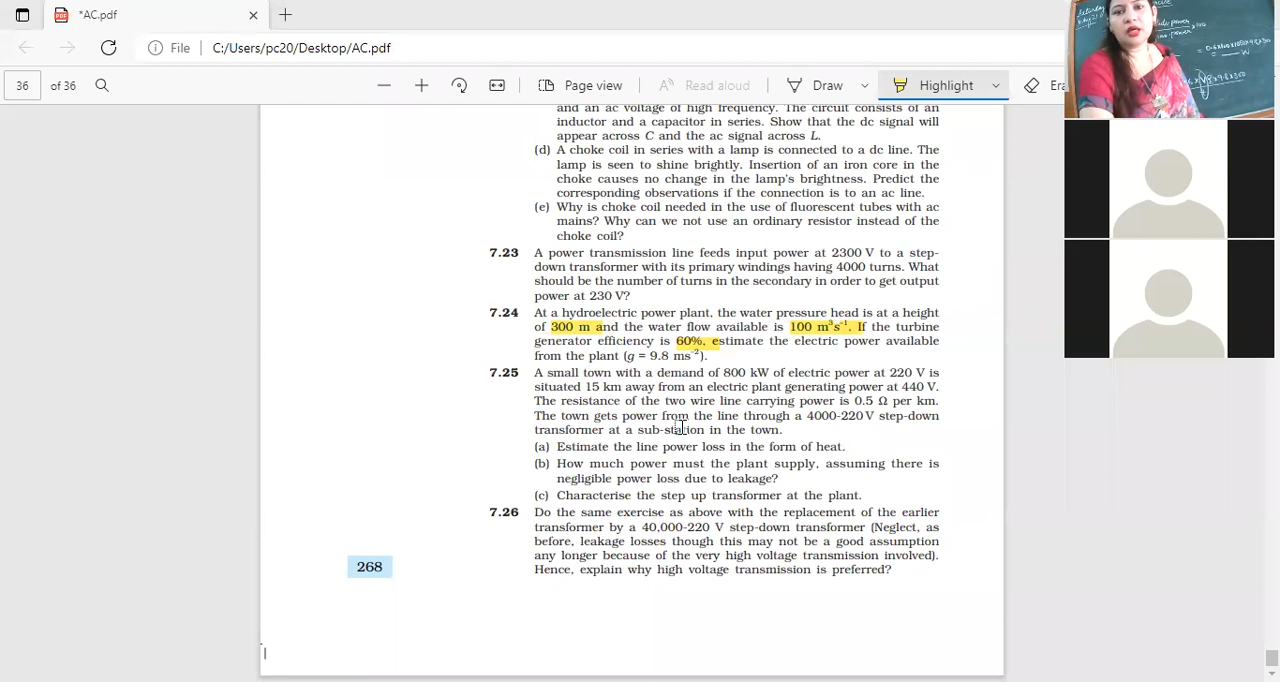 *AC.pdf
File C:/Users/pc20/Desktop/AC.pdf
36 of 36 Page view Read aloud Draw Highlight
and an ac voltage of high frequency. The circuit consists of an
inductor and a capacitor in series. Show that the dc signal will
appear across C and the ac signal across L.
(d) A choke coil in series with a lamp is connected to a dc line. The
lamp is seen to shine brightly. Insertion of an iron core in the
choke causes no change in the lamp's brightness. Predict the
corresponding observations if the connection is to an ac line.
(e) Why is choke coil needed in the use of fluorescent tubes with ac
mains? Why can we not use an ordinary resistor instead of the
choke coil?
7.23 A power transmission line feeds input power at 2300 V to a step-
down transformer with its primary windings having 4000 turns. What
should be the number of turns in the secondary in order to get output
power at 230 V?
7.24 At a hydroelectric power plant, the water pressure head is at a height
of 300 m and the water flow available is 100 m³s⁻¹. If the turbine
generator efficiency is 60%, estimate the electric power available
from the plant (g = 9.8 ms⁻²).
7.25 A small town with a demand of 800 kW of electric power at 220 V is
situated 15 km away from an electric plant generating power at 440 V.
The resistance of the two wire line carrying power is 0.5 Ω per km.
The town gets power from the line through a 4000-220 V step-down
transformer at a sub-station in the town.
(a) Estimate the line power loss in the form of heat.
(b) How much power must the plant supply, assuming there is
negligible power loss due to leakage?
(c) Characterise the step up transformer at the plant.
7.26 Do the same exercise as above with the replacement of the earlier
transformer by a 40,000-220 V step-down transformer (Neglect, as
before, leakage losses though this may not be a good assumption
any longer because of the very high voltage transmission involved).
Hence, explain why high voltage transmission is preferred?
268